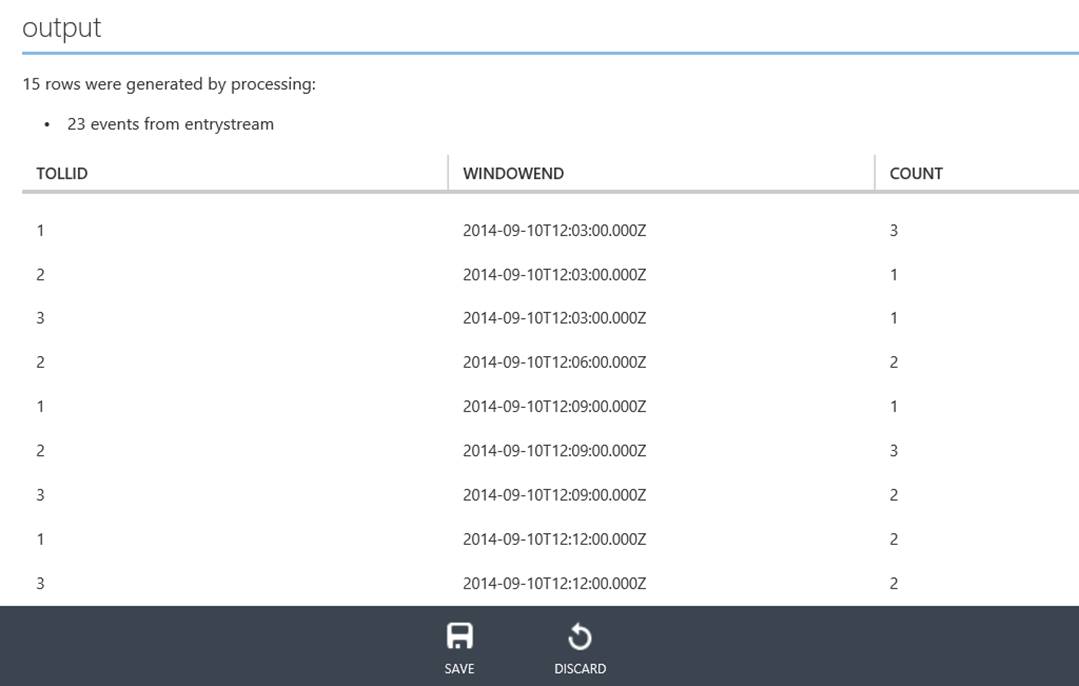 output
15 rows were generated by processing:
• 23 events from entrystream
TOLLID WINDOWEND COUNT
1 2014-09-10T12:03:00.000Z 3
2 2014-09-10T12:03:00.000Z 1
3 2014-09-10T12:03:00.000Z 1
2 2014-09-10T12:06:00.000Z 2
1 2014-09-10T12:09:00.000Z 1
2 2014-09-10T12:09:00.000Z 3
3 2014-09-10T12:09:00.000Z 2
1 2014-09-10T12:12:00.000Z 2
3 2014-09-10T12:12:00.000Z 2
SAVE DISCARD